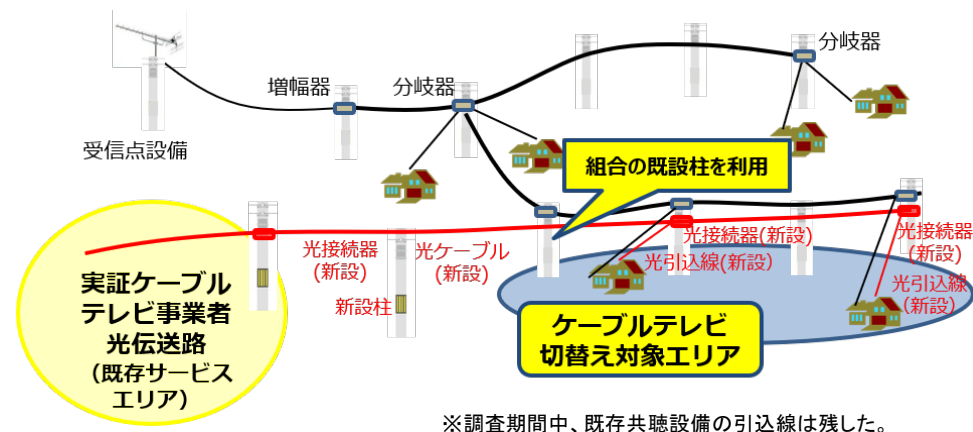 増幅器
分岐器
分岐器
受信点設備
組合の既設柱を利用
光接続器
(新設)
光ケーブル
(新設)
新設柱
光接続器(新設)
光引込線(新設)
光接続器
(新設)
光引込線
(新設)
実証ケーブル
テレビ事業者
光伝送路
(既存サービス
エリア)
ケーブルテレビ
切替え対象エリア
※調査期間中、既存共聴設備の引込線は残した。